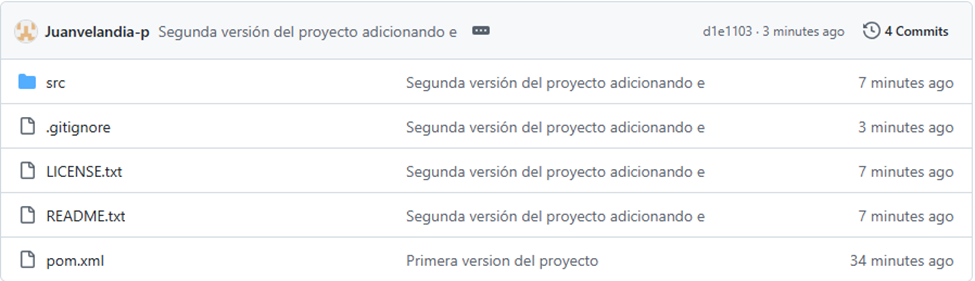 Juanvelandia-p Segunda versión del proyecto adicionando e ··· d1e1103 · 3 minutes ago 4 Commits
src Segunda versión del proyecto adicionando e 7 minutes ago
.gitignore Segunda versión del proyecto adicionando e 3 minutes ago
LICENSE.txt Segunda versión del proyecto adicionando e 7 minutes ago
README.txt Segunda versión del proyecto adicionando e 7 minutes ago
pom.xml Primera version del proyecto 34 minutes ago